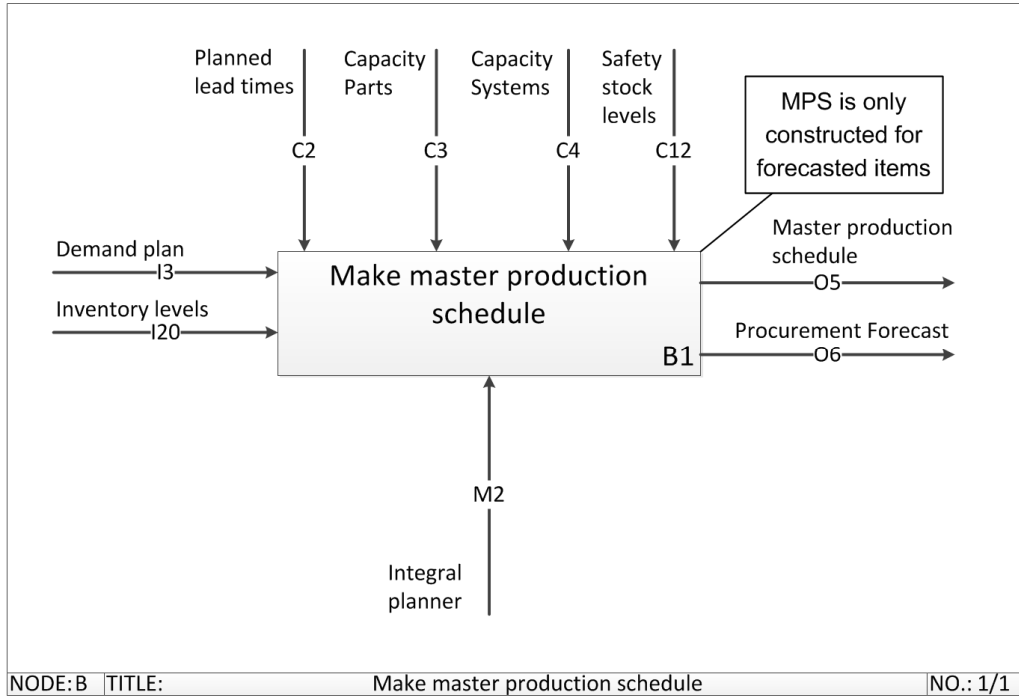 Planned
lead times
Capacity
Parts
Capacity
Systems
Safety
stock
levels
MPS is only
constructed for
forecasted items
C2
C3
C4
C12
Demand plan
I3
Inventory levels
I20
Make master production
schedule
B1
Master production
schedule
O5
Procurement Forecast
O6
M2
Integral
planner
NODE: B TITLE: Make master production schedule NO.: 1/1